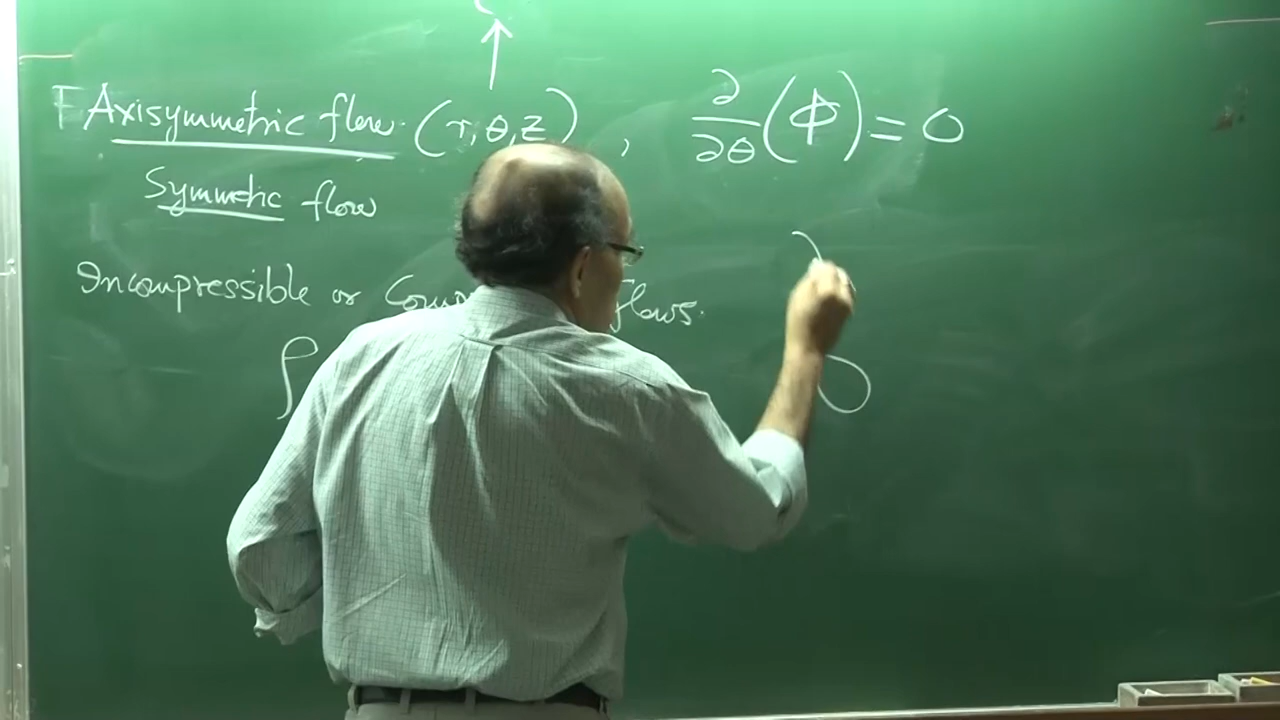 Axisymmetric flow. (r, θ, z) , ∂/∂θ (ϕ) = 0
Symmetric flow
Incompressible or Flows.
ρ